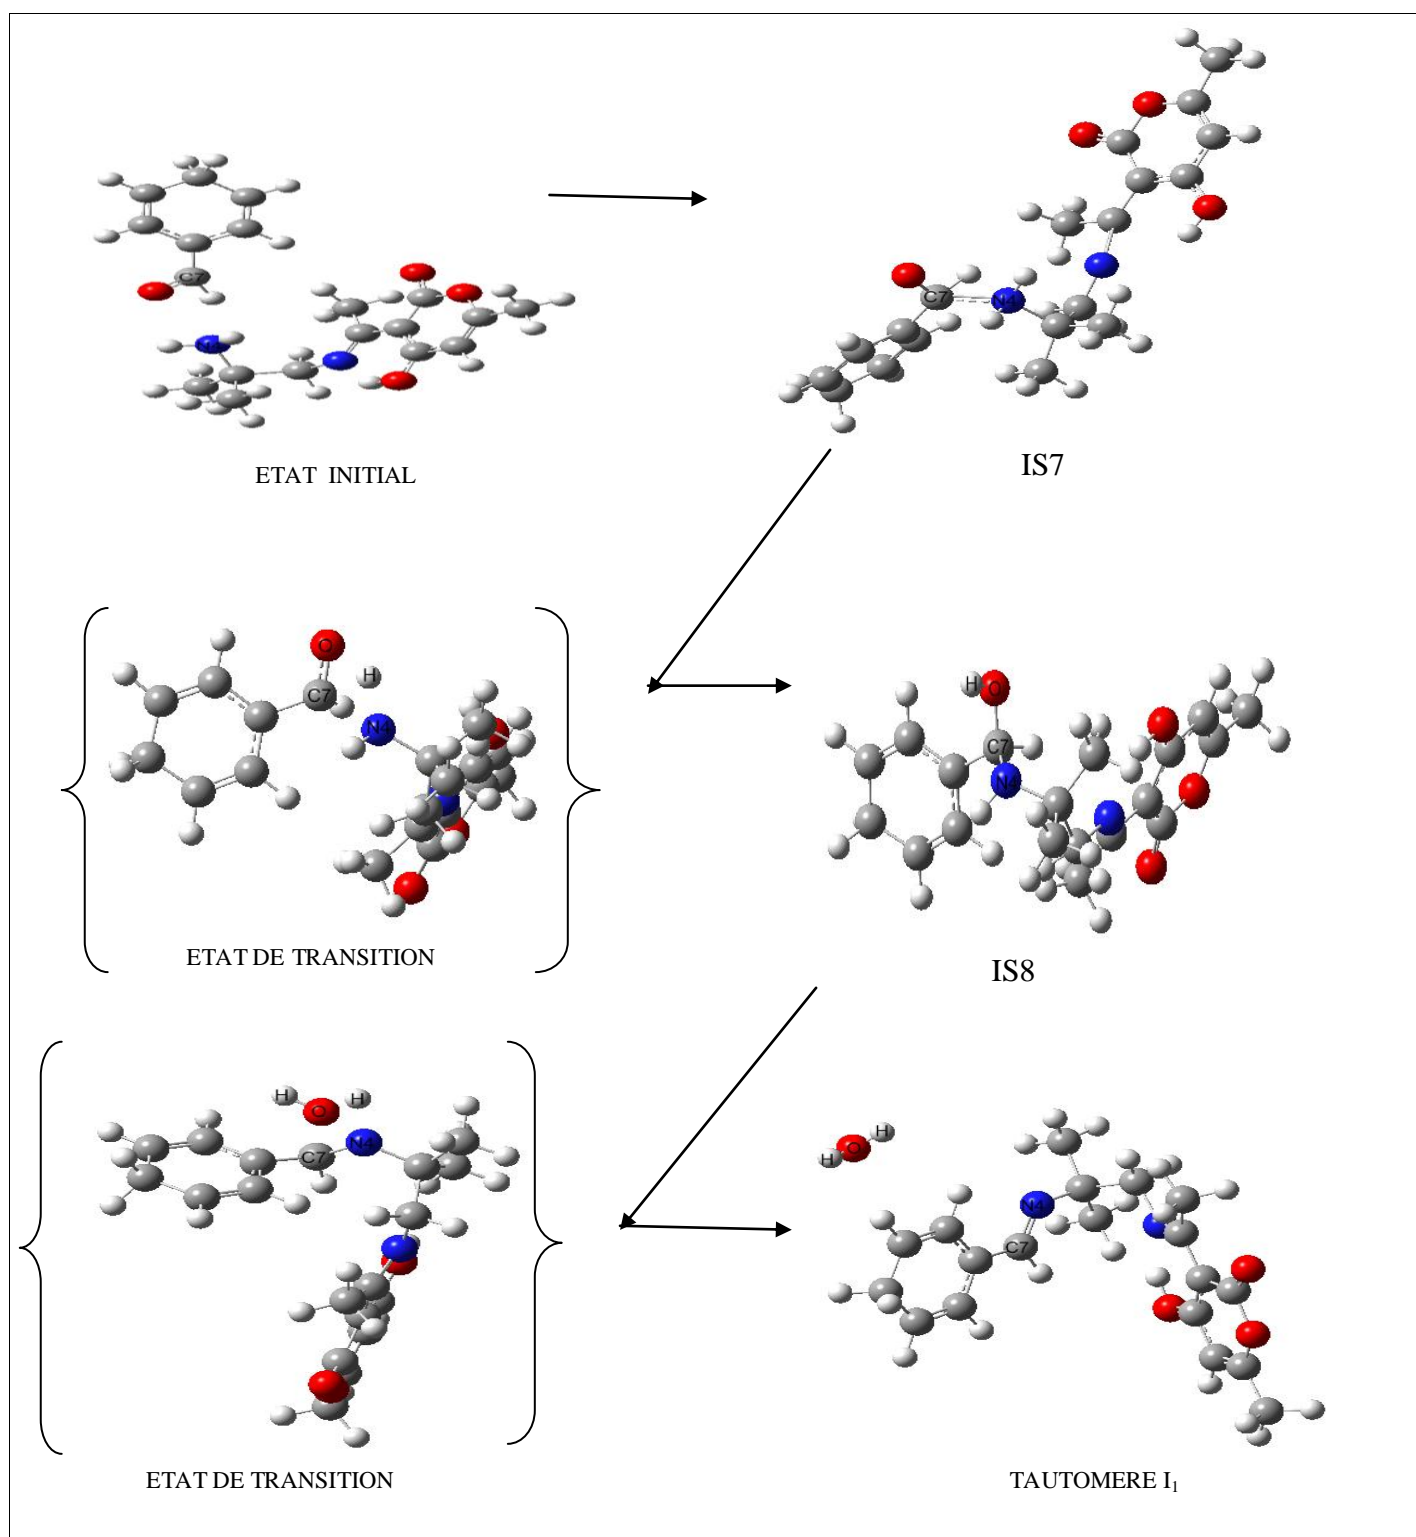 C7
N4
ETAT INITIAL
C7
N4
IS7
O
H
C7
N4
ETAT DE TRANSITION
H
O
C7
N4
IS8
H
O
H
C7
N4
ETAT DE TRANSITION
H
O
H
N4
C7
TAUTOMERE I₁